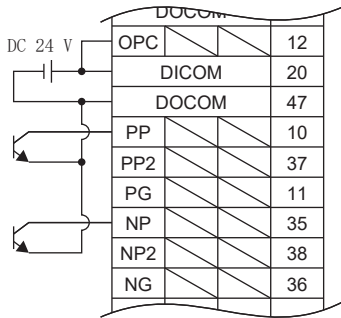 DOCOM
DC 24 V
OPC 12
DICOM 20
DOCOM 47
PP 10
PP2 37
PG 11
NP 35
NP2 38
NG 36